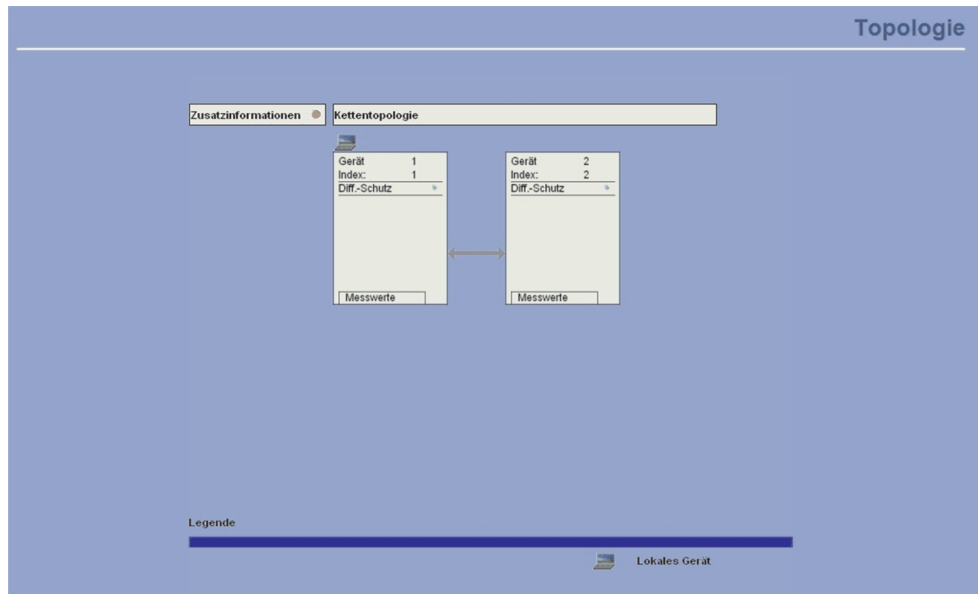 Topologie
Zusatzinformationen
Kettentopologie
Gerät 1
Index: 1
Diff.-Schutz
Messwerte
Gerät 2
Index: 2
Diff.-Schutz
Messwerte
Legende
Lokales Gerät